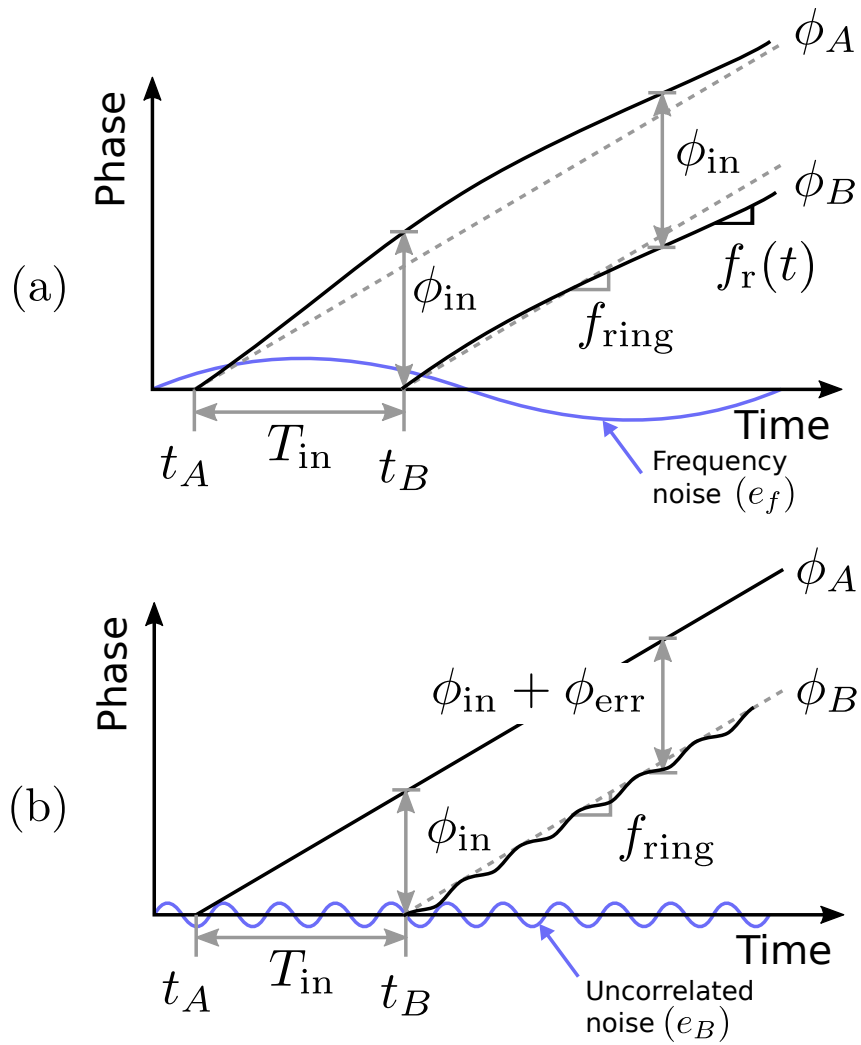 ϕ_A
Phase
ϕ_in
ϕ_B
(a)
f_r(t)
ϕ_in
f_ring
Time
T_in
t_A
t_B
Frequency
noise (e_f)
ϕ_A
Phase
ϕ_in + ϕ_err
ϕ_B
(b)
ϕ_in
f_ring
Time
T_in
t_A
t_B
Uncorrelated
noise (e_B)